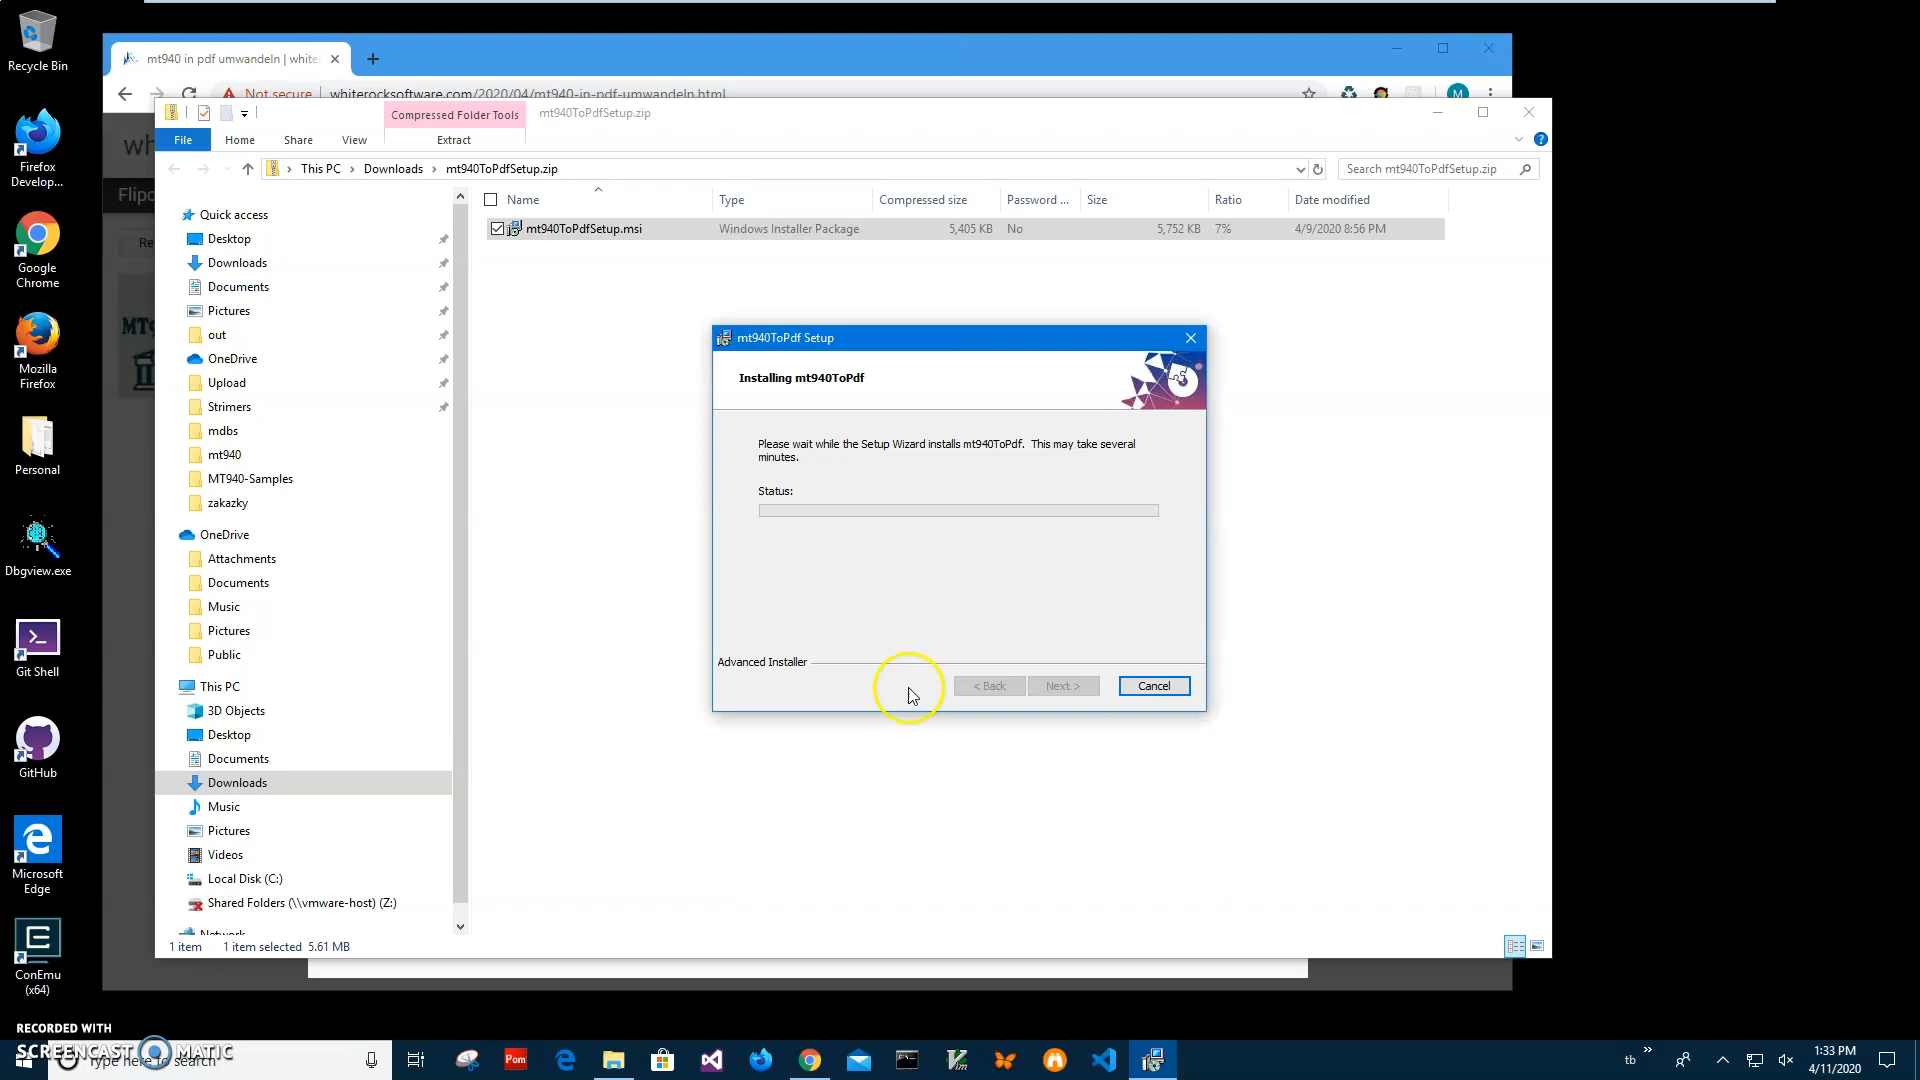 Recycle Bin
Firefox
Develop...
Google
Chrome
Mozilla
Firefox
Personal
Dbgview.exe
Git Shell
GitHub
Microsoft
Edge
ConEmu
(x64)
mt940 in pdf umwandeln | white
Not secure
whiterocksoftware.com/2020/04/mt940-in-pdf-umwandeln.html
M
Compressed Folder Tools
mt940ToPdfSetup.zip
File
Home
Share
View
Extract
This PC
Downloads
mt940ToPdfSetup.zip
Search mt940ToPdfSetup.zip
Quick access
Desktop
Downloads
Documents
Pictures
out
OneDrive
Upload
Strimers
mdbs
mt940
MT940-Samples
zakazky
OneDrive
Attachments
Documents
Music
Pictures
Public
This PC
3D Objects
Desktop
Documents
Downloads
Music
Pictures
Videos
Local Disk (C:)
Shared Folders (\\vmware-host) (Z:)
Network
1 item
1 item selected 5.61 MB
Name
Type
Compressed size
Password ...
Size
Ratio
Date modified
mt940ToPdfSetup.msi
Windows Installer Package
5,405 KB
No
5,752 KB
7%
4/9/2020 8:56 PM
mt940ToPdf Setup
Installing mt940ToPdf
Please wait while the Setup Wizard installs mt940ToPdf. This may take several
minutes.
Status:
Advanced Installer
< Back
Next >
Cancel
RECORDED WITH
SCREENCAST MATIC
Type here to search
Pom
tb
1:33 PM
4/11/2020